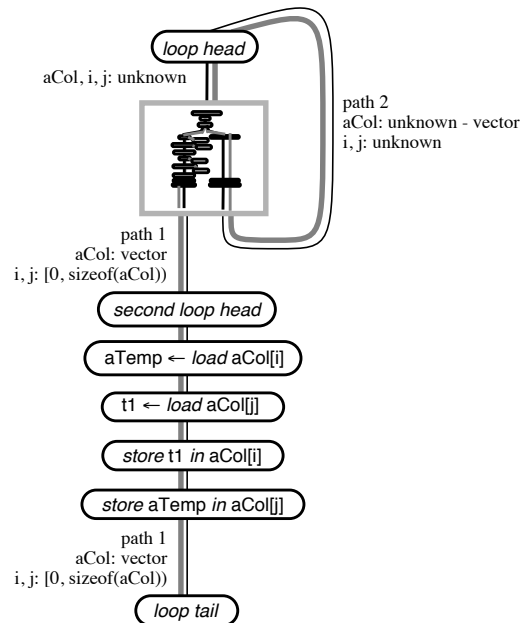 loop head
aCol, i, j: unknown
path 2
aCol: unknown - vector
i, j: unknown
path 1
aCol: vector
i, j: [0, sizeof(aCol))
second loop head
aTemp ← load aCol[i]
t1 ← load aCol[j]
store t1 in aCol[i]
store aTemp in aCol[j]
path 1
aCol: vector
i, j: [0, sizeof(aCol))
loop tail